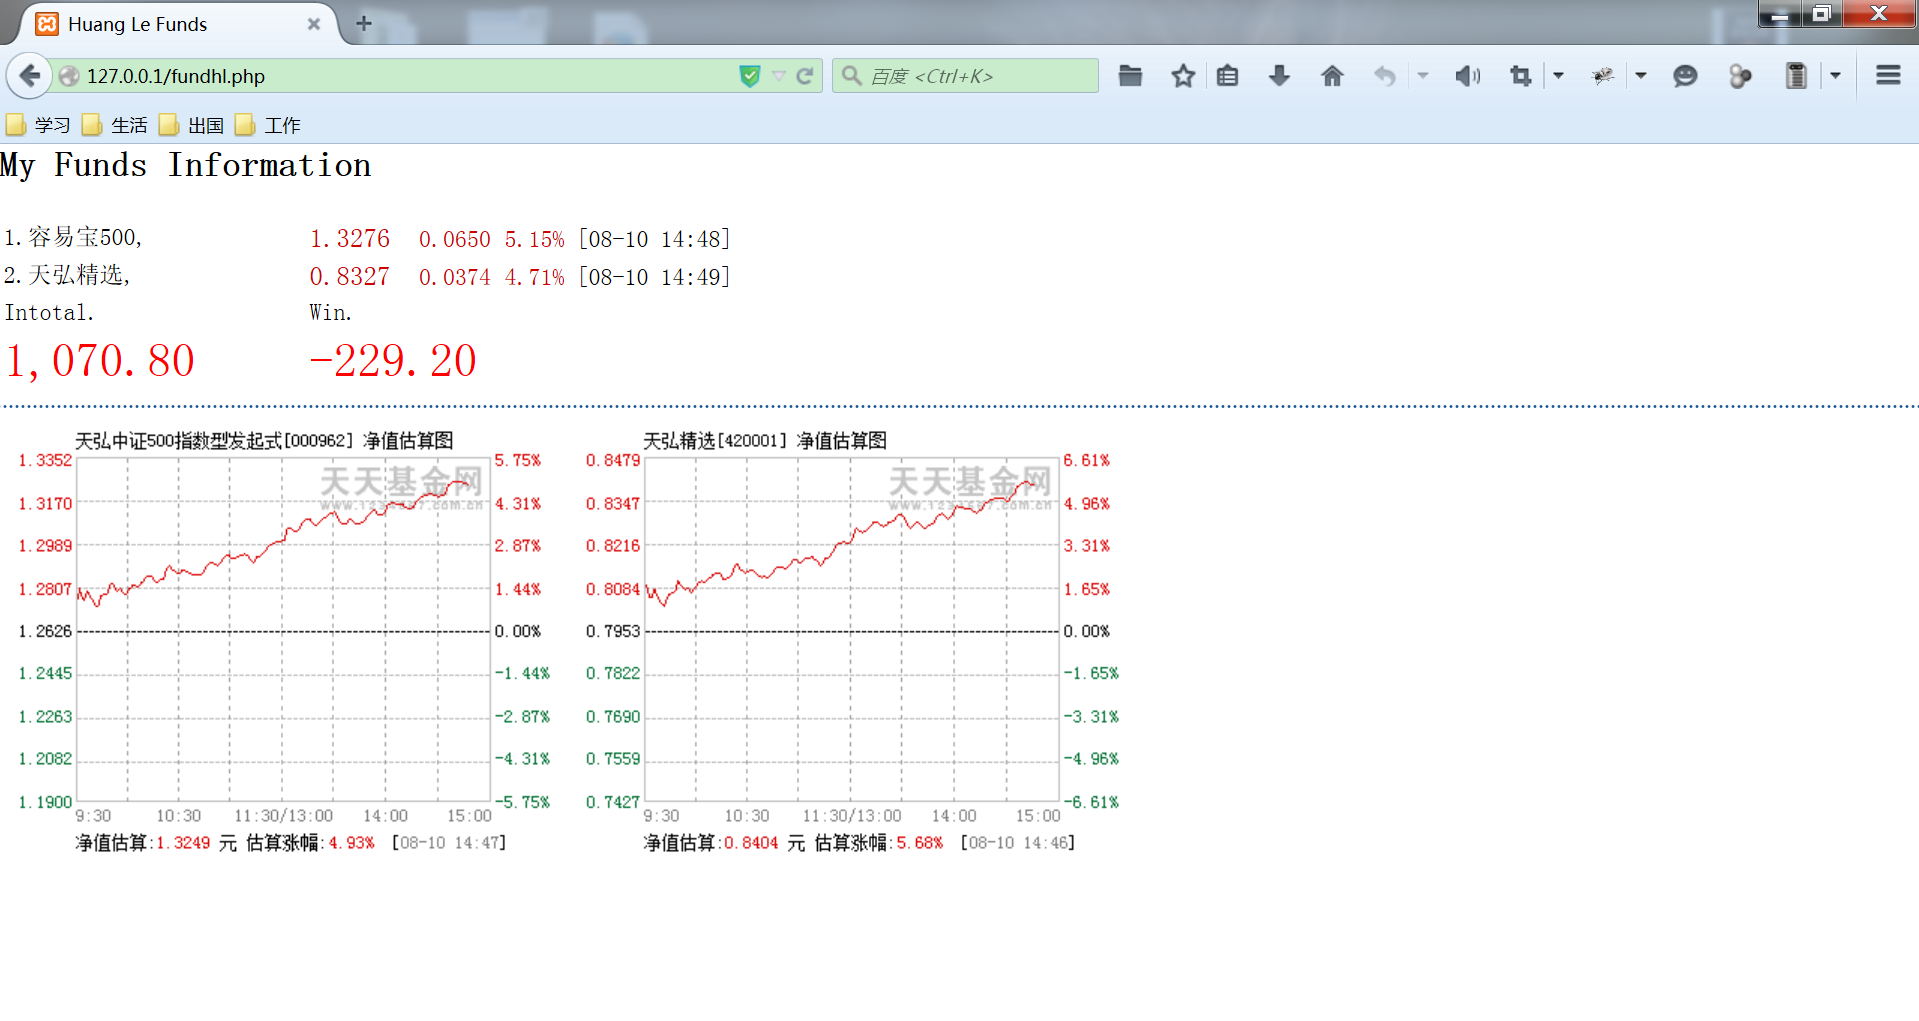 Huang Le Funds
127.0.0.1/fundhl.php
百度 <Ctrl+K>
学习 生活 出国 工作
My Funds Information
1.容易宝500, 1.3276 0.0650 5.15% [08-10 14:48]
2.天弘精选, 0.8327 0.0374 4.71% [08-10 14:49]
Intotal. Win.
1,070.80 -229.20
天弘中证500指数型发起式[000962] 净值估算图
天天基金网
www.1234567.com.cn
1.3352 5.75%
1.3170 4.31%
1.2989 2.87%
1.2807 1.44%
1.2626 0.00%
1.2445 -1.44%
1.2263 -2.87%
1.2082 -4.31%
1.1900 -5.75%
9:30 10:30 11:30/13:00 14:00 15:00
净值估算:1.3249 元 估算涨幅:4.93% [08-10 14:47]
天弘精选[420001] 净值估算图
天天基金网
www.1234567.com.cn
0.8479 6.61%
0.8347 4.96%
0.8216 3.31%
0.8084 1.65%
0.7953 0.00%
0.7822 -1.65%
0.7690 -3.31%
0.7559 -4.96%
0.7427 -6.61%
9:30 10:30 11:30/13:00 14:00 15:00
净值估算:0.8404 元 估算涨幅:5.68% [08-10 14:46]